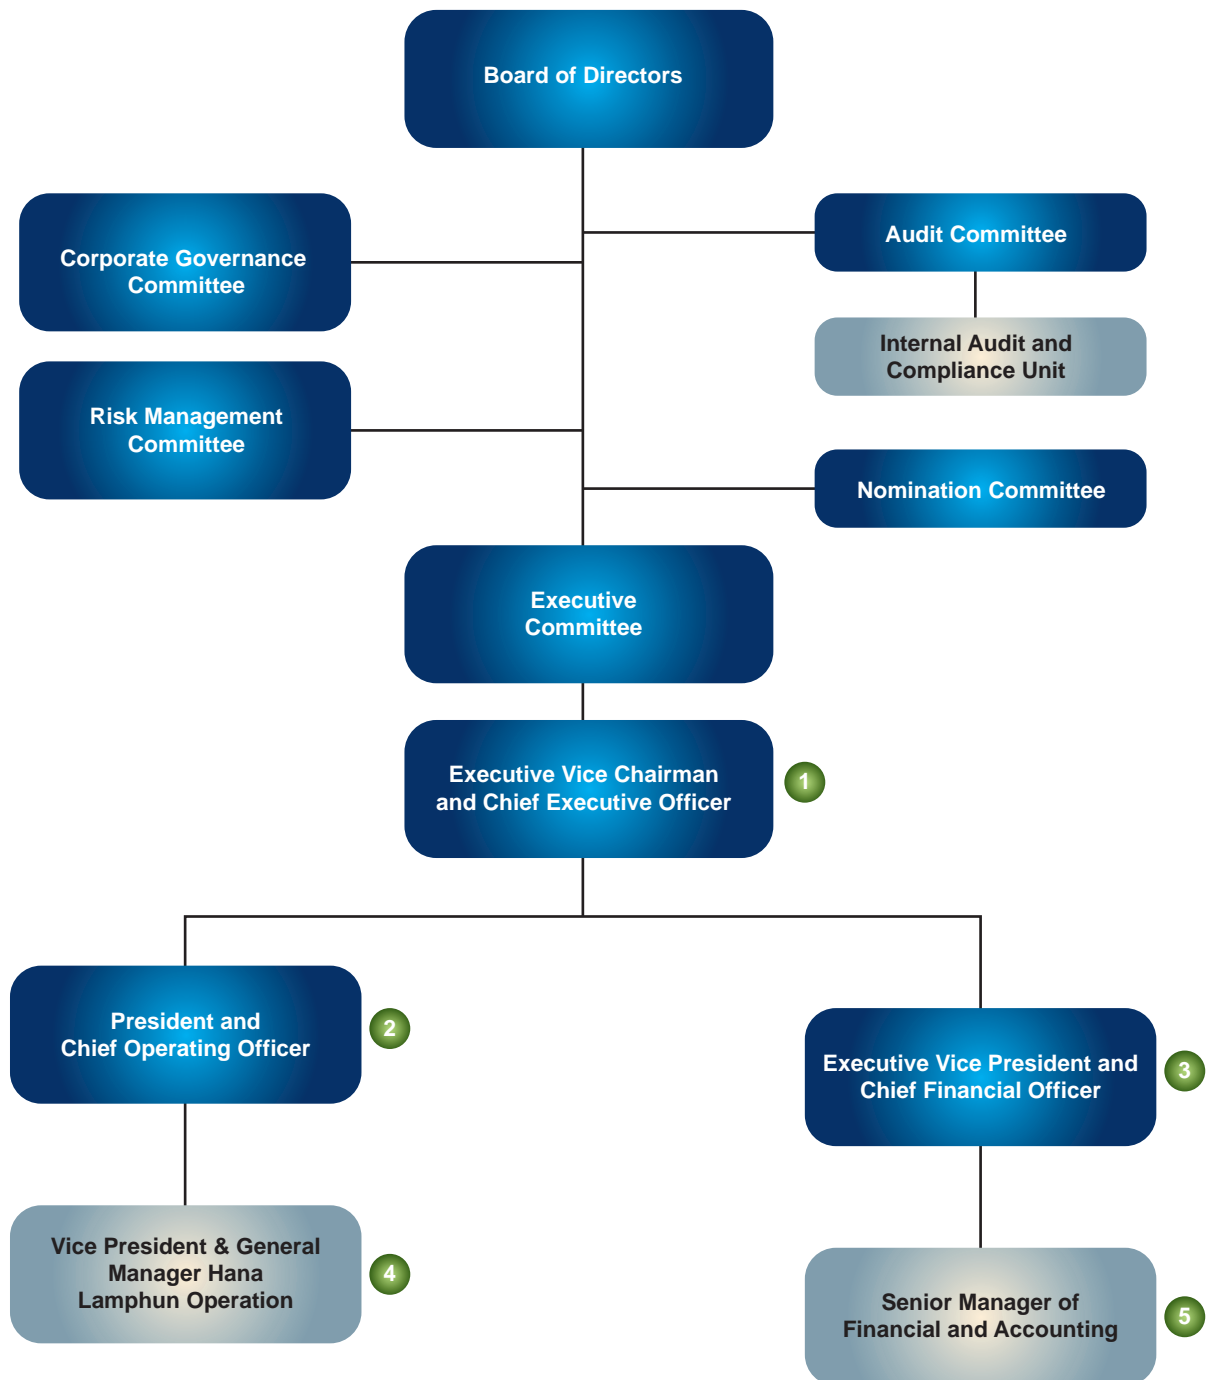 Board of Directors
Corporate Governance
Committee
Audit Committee
Internal Audit and
Compliance Unit
Risk Management
Committee
Nomination Committee
Executive
Committee
Executive Vice Chairman
and Chief Executive Officer
1
President and
Chief Operating Officer
2
Executive Vice President and
Chief Financial Officer
3
Vice President & General
Manager Hana
Lamphun Operation
4
Senior Manager of
Financial and Accounting
5